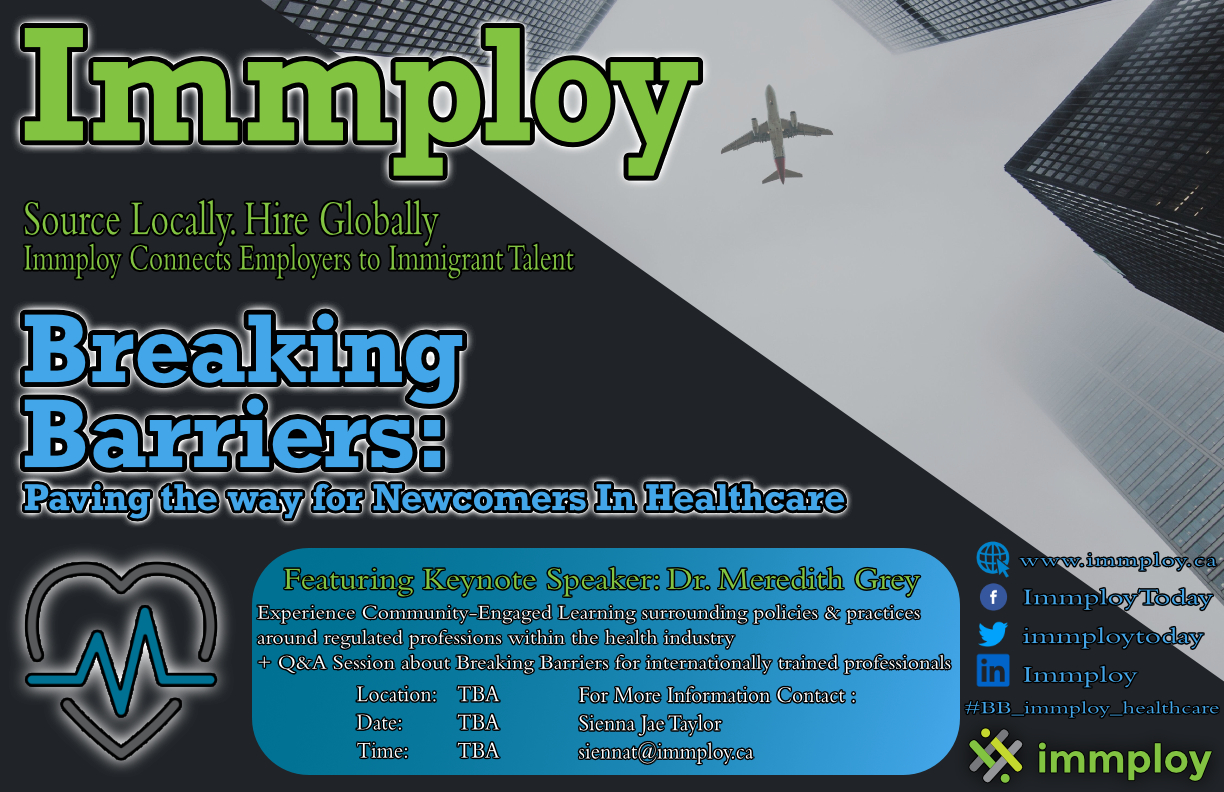 Immploy
Source Locally. Hire Globally
Immploy Connects Employers to Immigrant Talent
Breaking
Barriers:
Paving the way for Newcomers In Healthcare
Featuring Keynote Speaker: Dr. Meredith Grey
Experience Community-Engaged Learning surrounding policies & practices
around regulated professions within the health industry
+ Q&A Session about Breaking Barriers for internationally trained professionals
Location: TBA
Date: TBA
Time: TBA
For More Information Contact :
Sienna Jae Taylor
siennat@immploy.ca
www.immploy.ca
ImmployToday
immploytoday
Immploy
#BB_immploy_healthcare
immploy